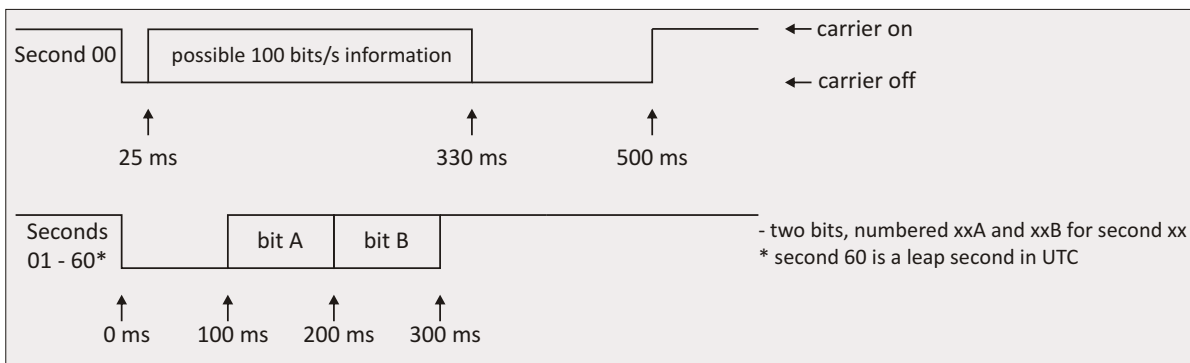 Second 00
possible 100 bits/s information
← carrier on
← carrier off
25 ms
330 ms
500 ms
Seconds
01 - 60*
bit A
bit B
- two bits, numbered xxA and xxB for second xx
* second 60 is a leap second in UTC
0 ms
100 ms
200 ms
300 ms